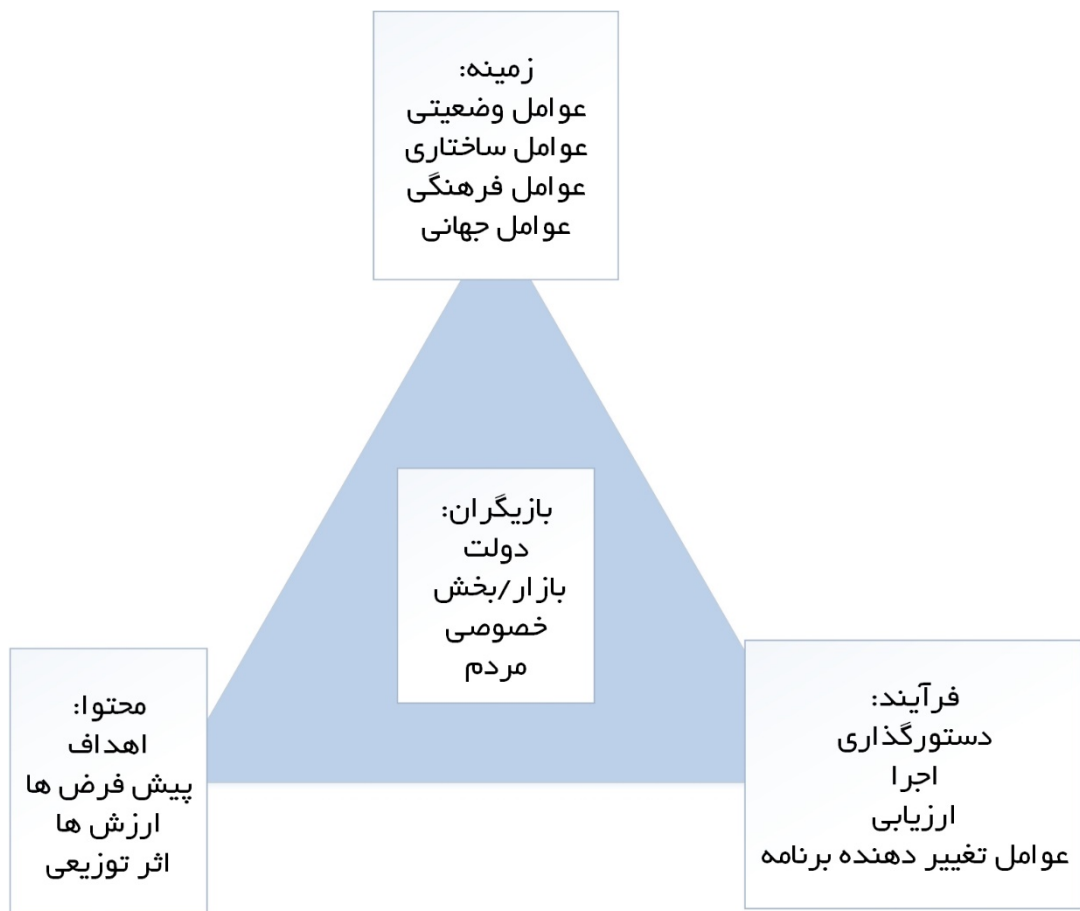 زمینه:
عوامل وضعیتی
عوامل ساختاری
عوامل فرهنگی
عوامل جهانی
بازیگران:
دولت
بازار/بخش
خصوصی
مردم
فرآیند:
دستورگذاری
اجرا
ارزیابی
عوامل تغییر دهنده برنامه
محتوا:
اهداف
پیش فرض ها
ارزش ها
اثر توزیعی